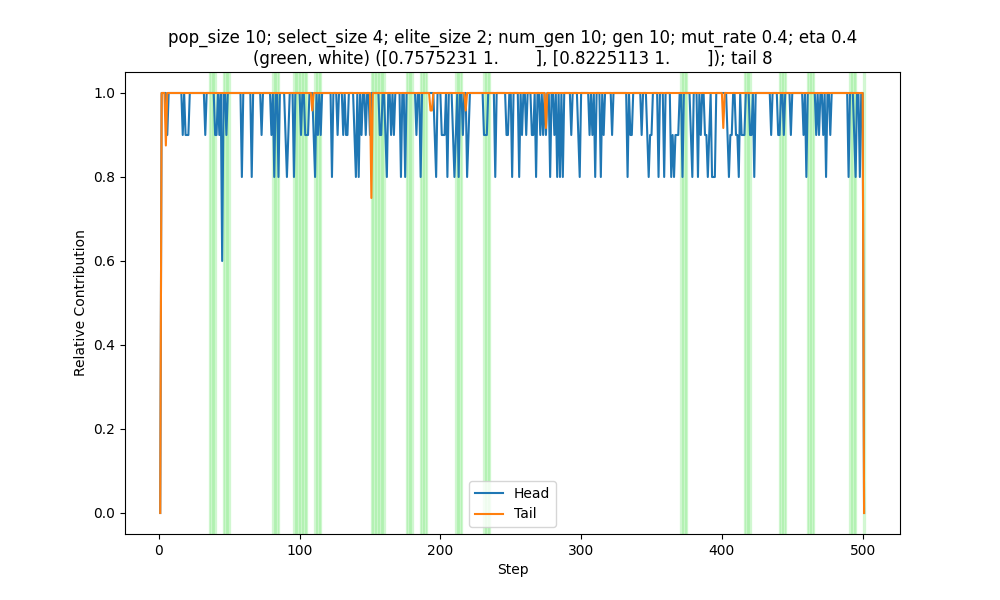 pop_size 10; select_size 4; elite_size 2; num_gen 10; gen 10; mut_rate 0.4; eta 0.4
(green, white) ([0.7575231 1.        ], [0.8225113 1.        ]); tail 8
1.0
0.8
0.6
0.4
0.2
0.0
Relative Contribution
Head
Tail
0
100
200
300
400
500
Step